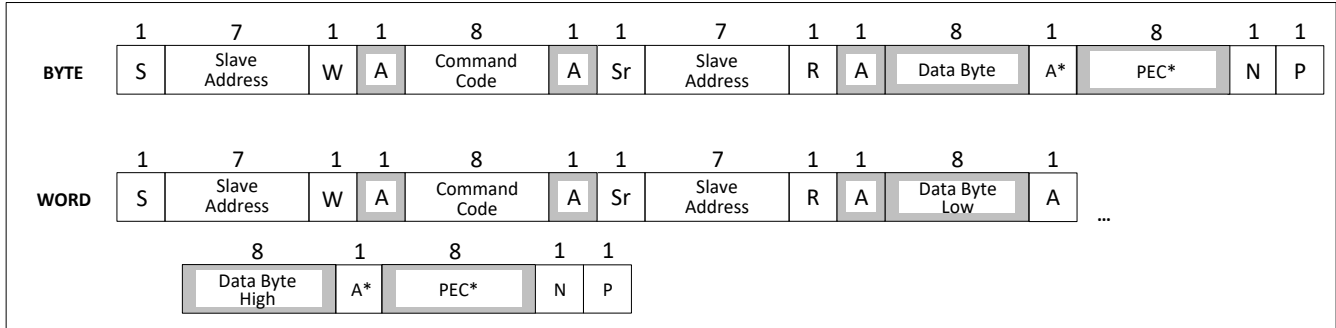 1 7 1 1 8 1 1 7 1 1 8 1 8 1 1
BYTE S Slave Address W A Command Code A Sr Slave Address R A Data Byte A* PEC* N P
1 7 1 1 8 1 1 7 1 1 8 1
WORD S Slave Address W A Command Code A Sr Slave Address R A Data Byte Low A ...
8 1 8 1 1
Data Byte High A* PEC* N P